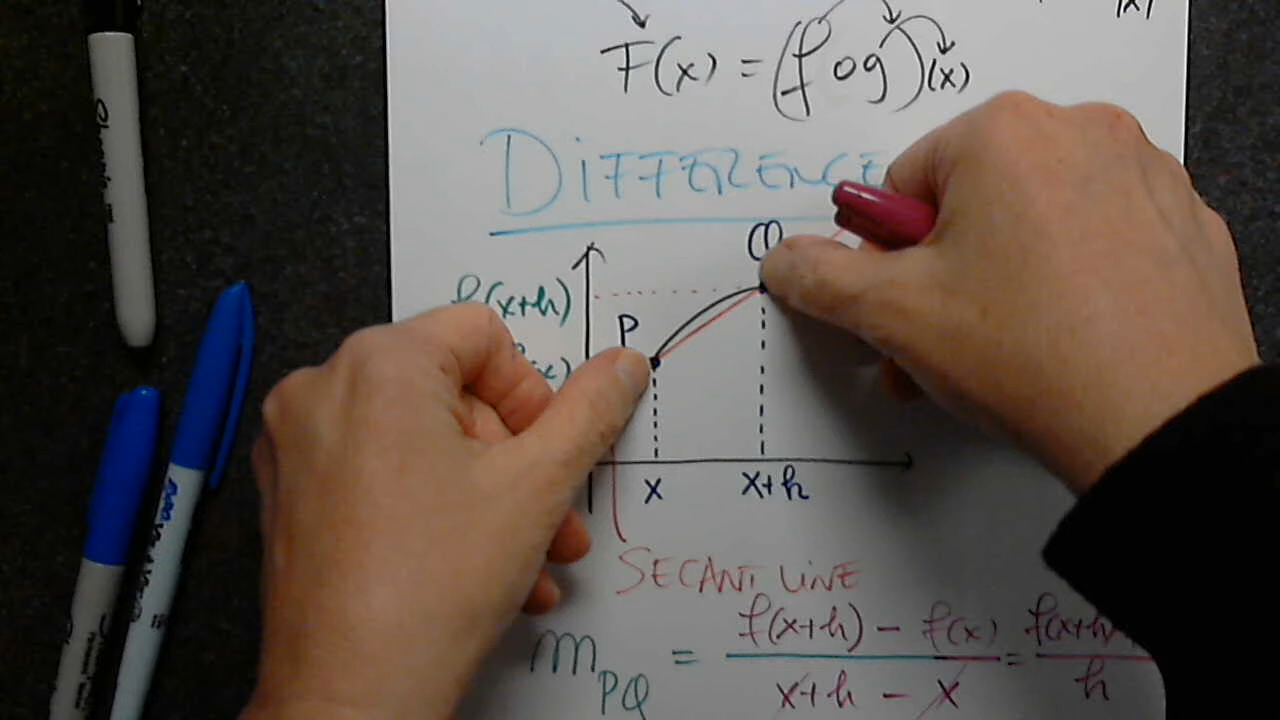 F(x) = (f o g)(x)
DIFFERENCE
Q
f(x+h)
P
(x)
x x+h
SECANT LINE
m_PQ = f(x+h) - f(x) / x+h - x = f(x+h) / h